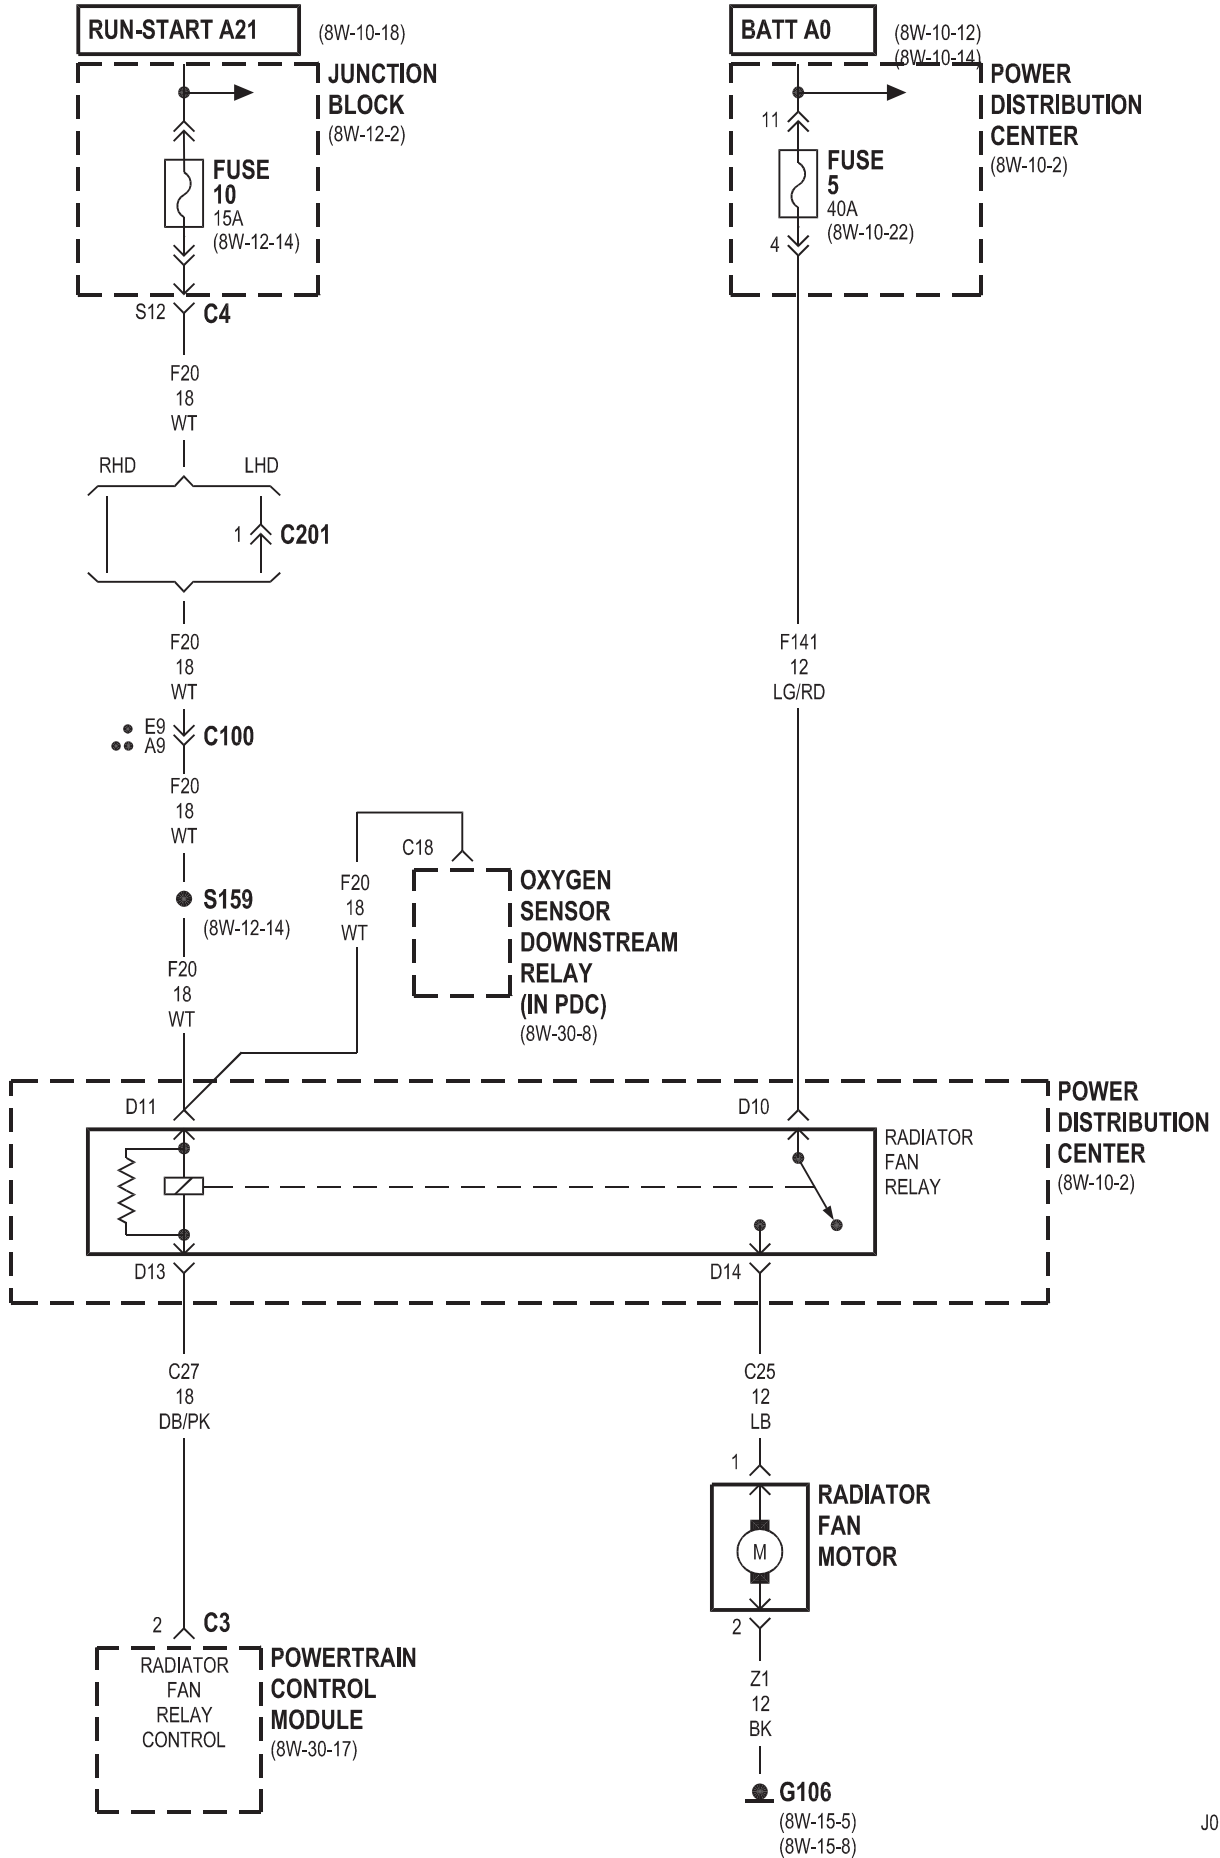 RUN-START A21
(8W-10-18)
JUNCTION
BLOCK
(8W-12-2)
FUSE
10
15A
(8W-12-14)
S12
C4
BATT A0
(8W-10-12)
(8W-10-14)
POWER
DISTRIBUTION
CENTER
(8W-10-2)
11
FUSE
5
40A
(8W-10-22)
4
F20
18
WT
RHD
LHD
1
C201
F20
18
WT
F141
12
LG/RD
E9
A9
C100
F20
18
WT
S159
(8W-12-14)
F20
18
WT
F20
18
WT
C18
OXYGEN
SENSOR
DOWNSTREAM
RELAY
(IN PDC)
(8W-30-8)
D11
D10
POWER
DISTRIBUTION
CENTER
(8W-10-2)
RADIATOR
FAN
RELAY
D13
D14
C27
18
DB/PK
C25
12
LB
1
RADIATOR
FAN
MOTOR
M
2
2
C3
RADIATOR
FAN
RELAY
CONTROL
POWERTRAIN
CONTROL
MODULE
(8W-30-17)
Z1
12
BK
G106
(8W-15-5)
(8W-15-8)
J0